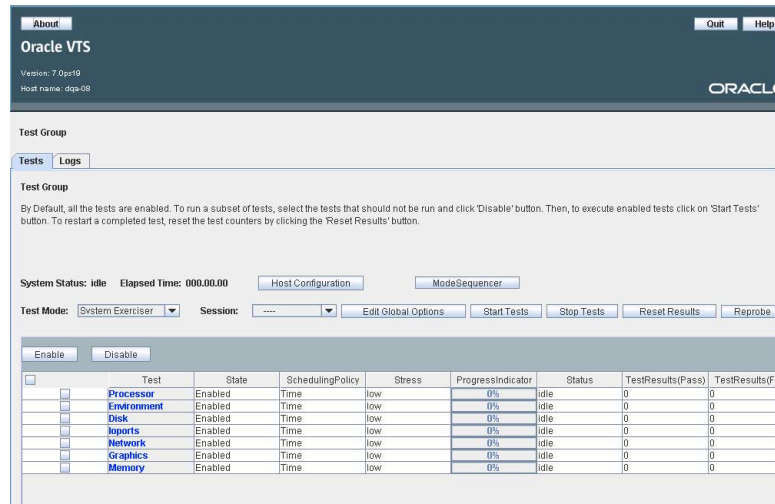 About Quit Help
Oracle VTS
Version: 7.0ps19
Host name: dqa-08
ORACL
Test Group
Tests Logs
Test Group
By Default, all the tests are enabled. To run a subset of tests, select the tests that should not be run and click 'Disable' button. Then, to execute enabled tests click on 'Start Tests'
button. To restart a completed test, reset the test counters by clicking the 'Reset Results' button.
System Status: idle Elapsed Time: 000.00.00 Host Configuration ModeSequencer
Test Mode: System Exerciser Session: ---- Edit Global Options Start Tests Stop Tests Reset Results Reprobe
Enable Disable
Test State SchedulingPolicy Stress ProgressIndicator Status TestResults(Pass) TestResults(F
Processor Enabled Time low 0% idle 0 0
Environment Enabled Time low 0% idle 0 0
Disk Enabled Time low 0% idle 0 0
Ioports Enabled Time low 0% idle 0 0
Network Enabled Time low 0% idle 0 0
Graphics Enabled Time low 0% idle 0 0
Memory Enabled Time low 0% idle 0 0